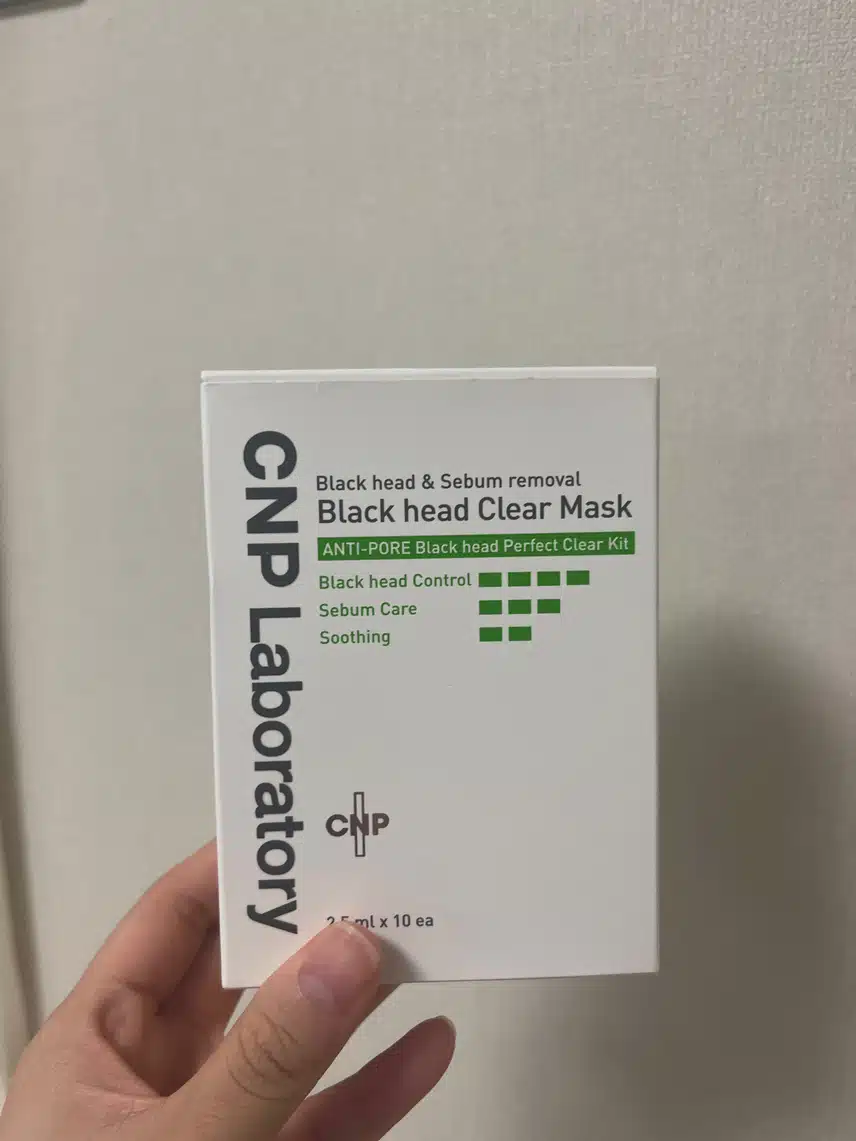 CNP Laboratory
Black head & Sebum removal
Black head Clear Mask
ANTI-PORE Black head Perfect Clear Kit
Black head Control
Sebum Care
Soothing
CNP
ml x 10 ea